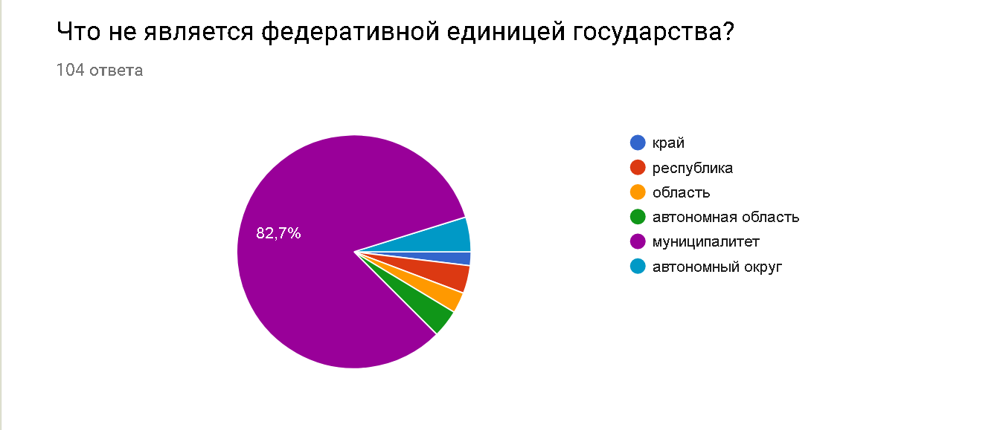 Что не является федеративной единицей государства?
104 ответа
82,7%
край
республика
область
автономная область
муниципалитет
автономный округ